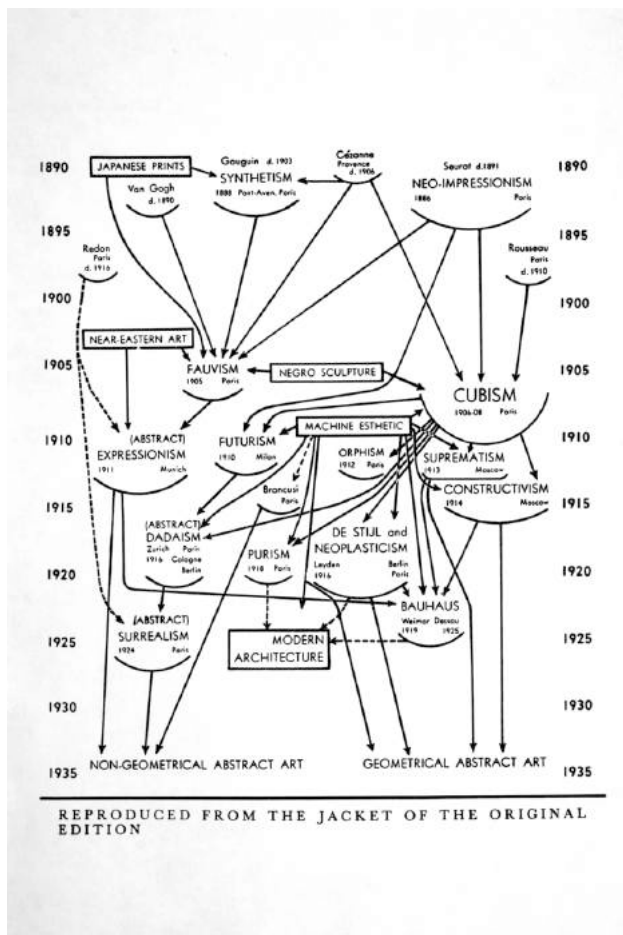 1890
JAPANESE PRINTS
Gauguin d. 1903
SYNTHETISM
1888 Pont-Aven, Paris
Cézanne
Provence
d. 1906
Seurat d.1891
NEO-IMPRESSIONISM
1886 Paris
1890
Van Gogh
d. 1890
1895
1895
Redon
Paris
d. 1916
Rousseau
Paris
d. 1910
1900
1900
NEAR-EASTERN ART
1905
FAUVISM
1905 Paris
NEGRO SCULPTURE
1905
CUBISM
1906-08 Paris
1910
(ABSTRACT)
EXPRESSIONISM
1911 Munich
FUTURISM
1910 Milan
MACHINE ESTHETIC
ORPHISM
1912 Paris
SUPREMATISM
1913 Moscow
1910
Brancusi
Paris
CONSTRUCTIVISM
1914 Moscow
1915
1915
(ABSTRACT)
DADAISM
Zurich Paris
1916 Cologne
Berlin
PURISM
1918 Paris
DE STIJL and
NEOPLASTICISM
Leyden Berlin
1916 Paris
1920
1920
BAUHAUS
Weimar Dessau
1919 1925
(ABSTRACT)
SURREALISM
1924 Paris
1925
MODERN
ARCHITECTURE
1925
1930
1930
1935
NON-GEOMETRICAL ABSTRACT ART
GEOMETRICAL ABSTRACT ART
1935
REPRODUCED FROM THE JACKET OF THE ORIGINAL
EDITION